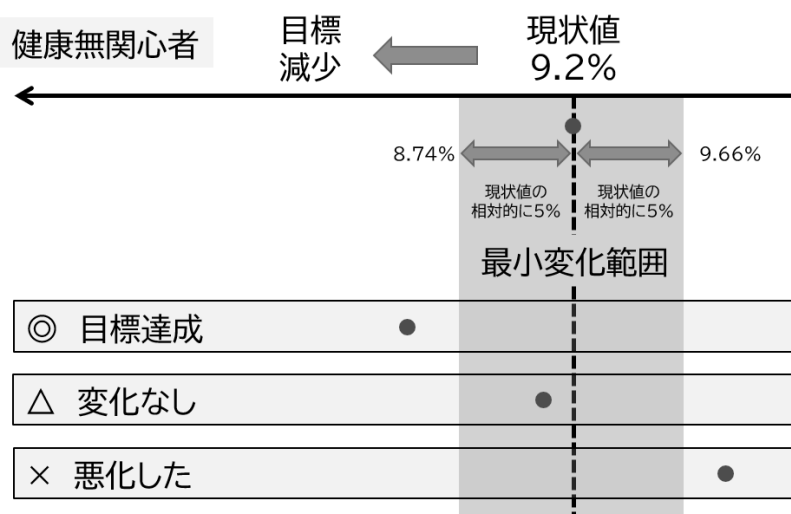 健康無関心者
目標
減少
現状値
9.2%
8.74%
9.66%
現状値の
相対的に5%
現状値の
相対的に5%
最小変化範囲
◎ 目標達成
△ 変化なし
× 悪化した